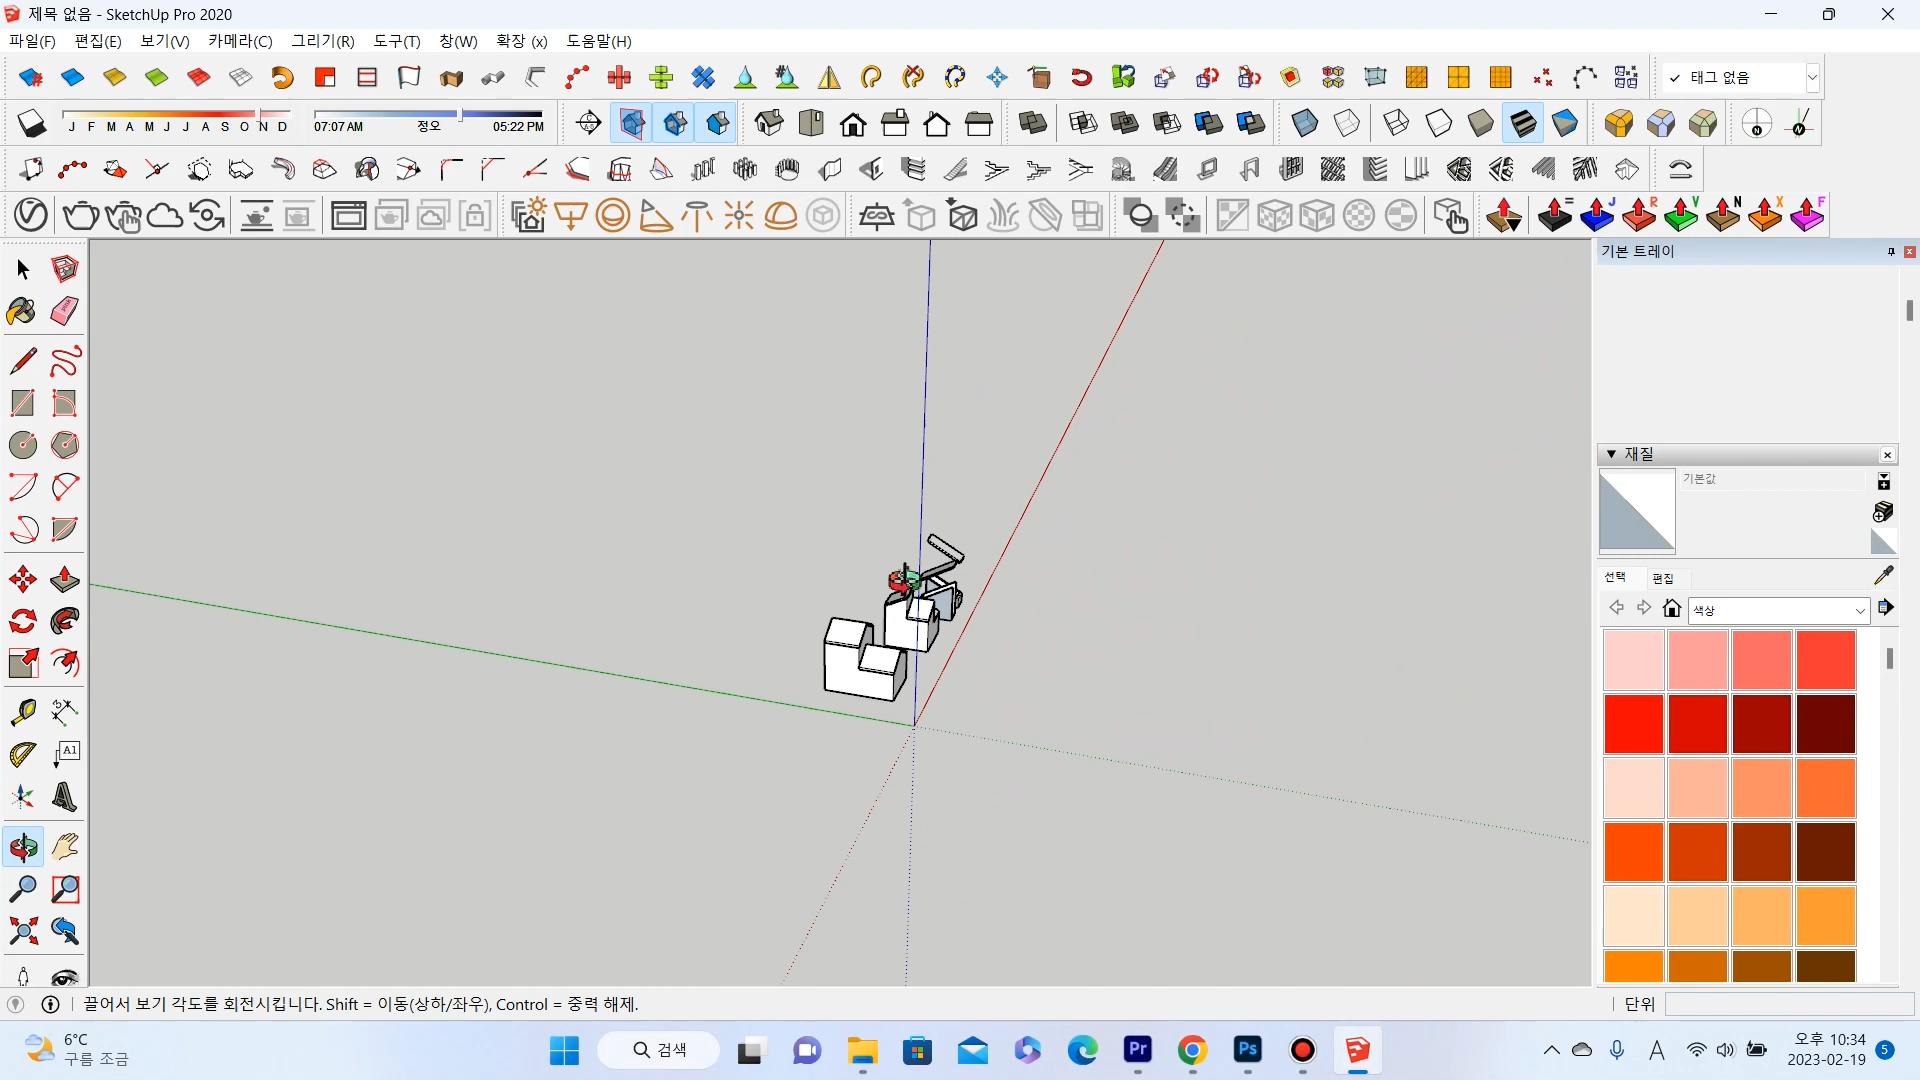 제목 없음 - SketchUp Pro 2020
파일(F) 편집(E) 보기(V) 카메라(C) 그리기(R) 도구(T) 창(W) 확장 (x) 도움말(H)
태그 없음
J F M A M J J A S O N D
07:07 AM 정오 05:22 PM
J R V N X F
기본 트레이
재질
기본값
선택 편집
색상
A1
끌어서 보기 각도를 회전시킵니다. Shift = 이동(상하/좌우), Control = 중력 해제.
단위
6°C
구름 조금
검색
Pr
Ps
A
오후 10:34
2023-02-19
5